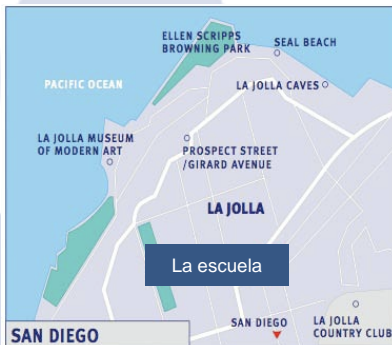 ELLEN SCRIPPS
BROWNING PARK
SEAL BEACH
PACIFIC OCEAN
LA JOLLA CAVES
LA JOLLA MUSEUM
OF MODERN ART
PROSPECT STREET
/GIRARD AVENUE
LA JOLLA
La escuela
SAN DIEGO
LA JOLLA
COUNTRY CLUB
SAN DIEGO